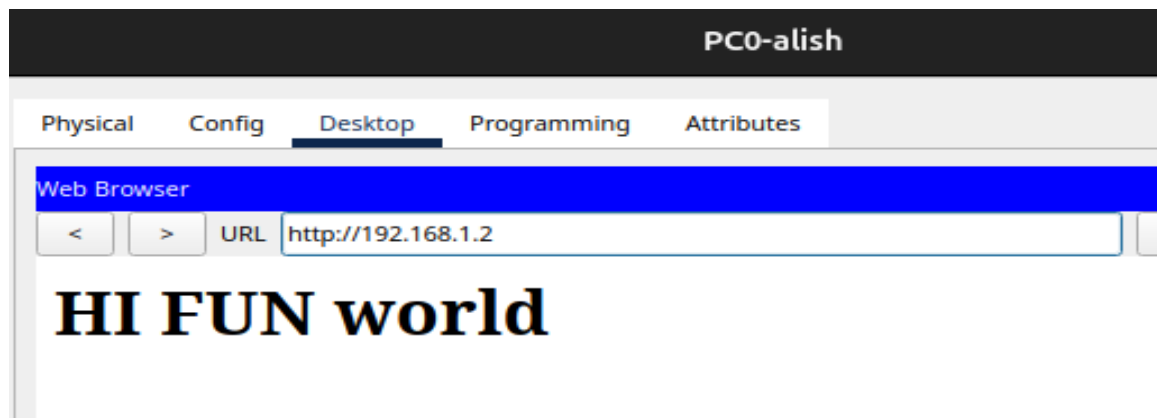 PC0-alish
Physical Config Desktop Programming Attributes
Web Browser
< > URL http://192.168.1.2
HI FUN world